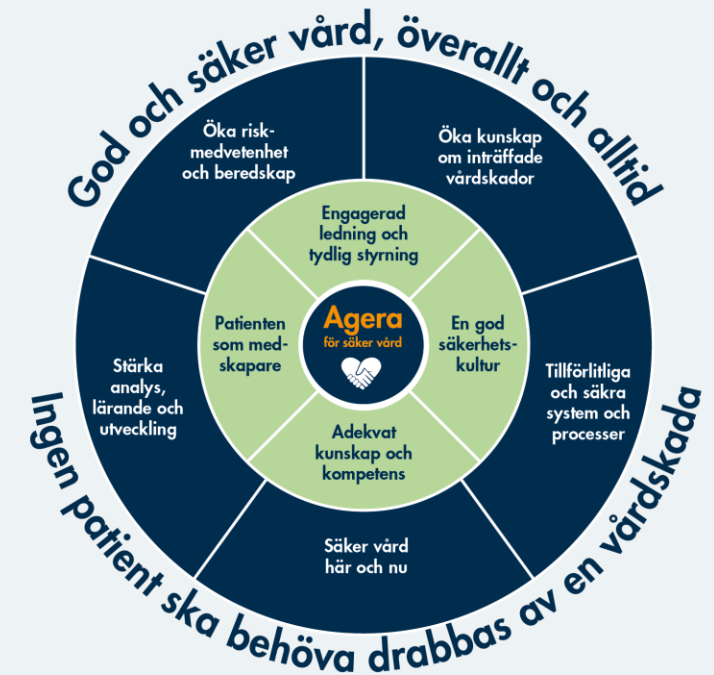 God och säker vård, överallt och alltid
Öka risk-
medvetenhet
och beredskap
Öka kunskap
om inträffade
vårdskador
Engagerad
ledning och
tydlig styrning
Patienten
som med-
skapare
Agera
för säker vård
En god
säkerhets-
kultur
Stärka
analys,
lärande och
utveckling
Tillförlitliga
och säkra
system och
processer
Adekvat
kunskap och
kompetens
Säker vård
här och nu
Ingen patient ska behöva drabbas av en vårdskada